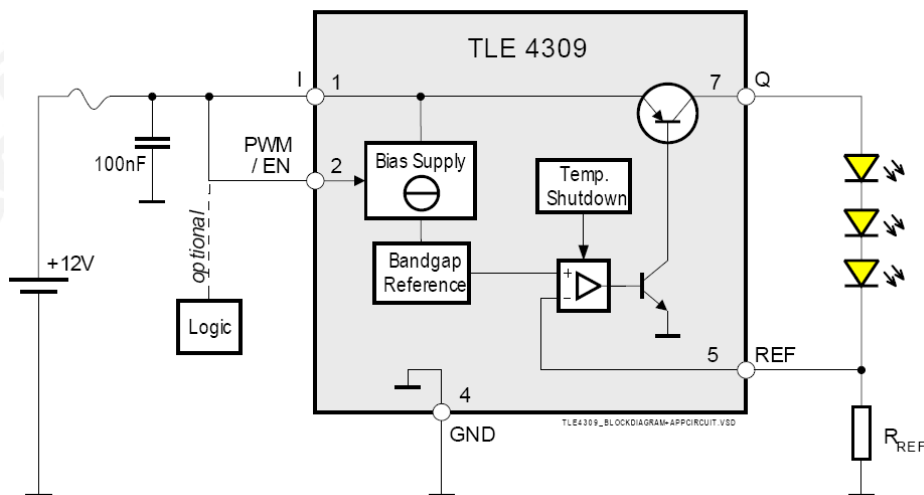 TLE 4309
I
1
7
Q
PWM
/ EN
2
100nF
Bias Supply
Temp.
Shutdown
+12V
optional
Bandgap
Reference
+
−
Logic
5
REF
4
GND
TLE4309_BLOCKDIAGRAM+APPCIRCUIT.VSD
RREF